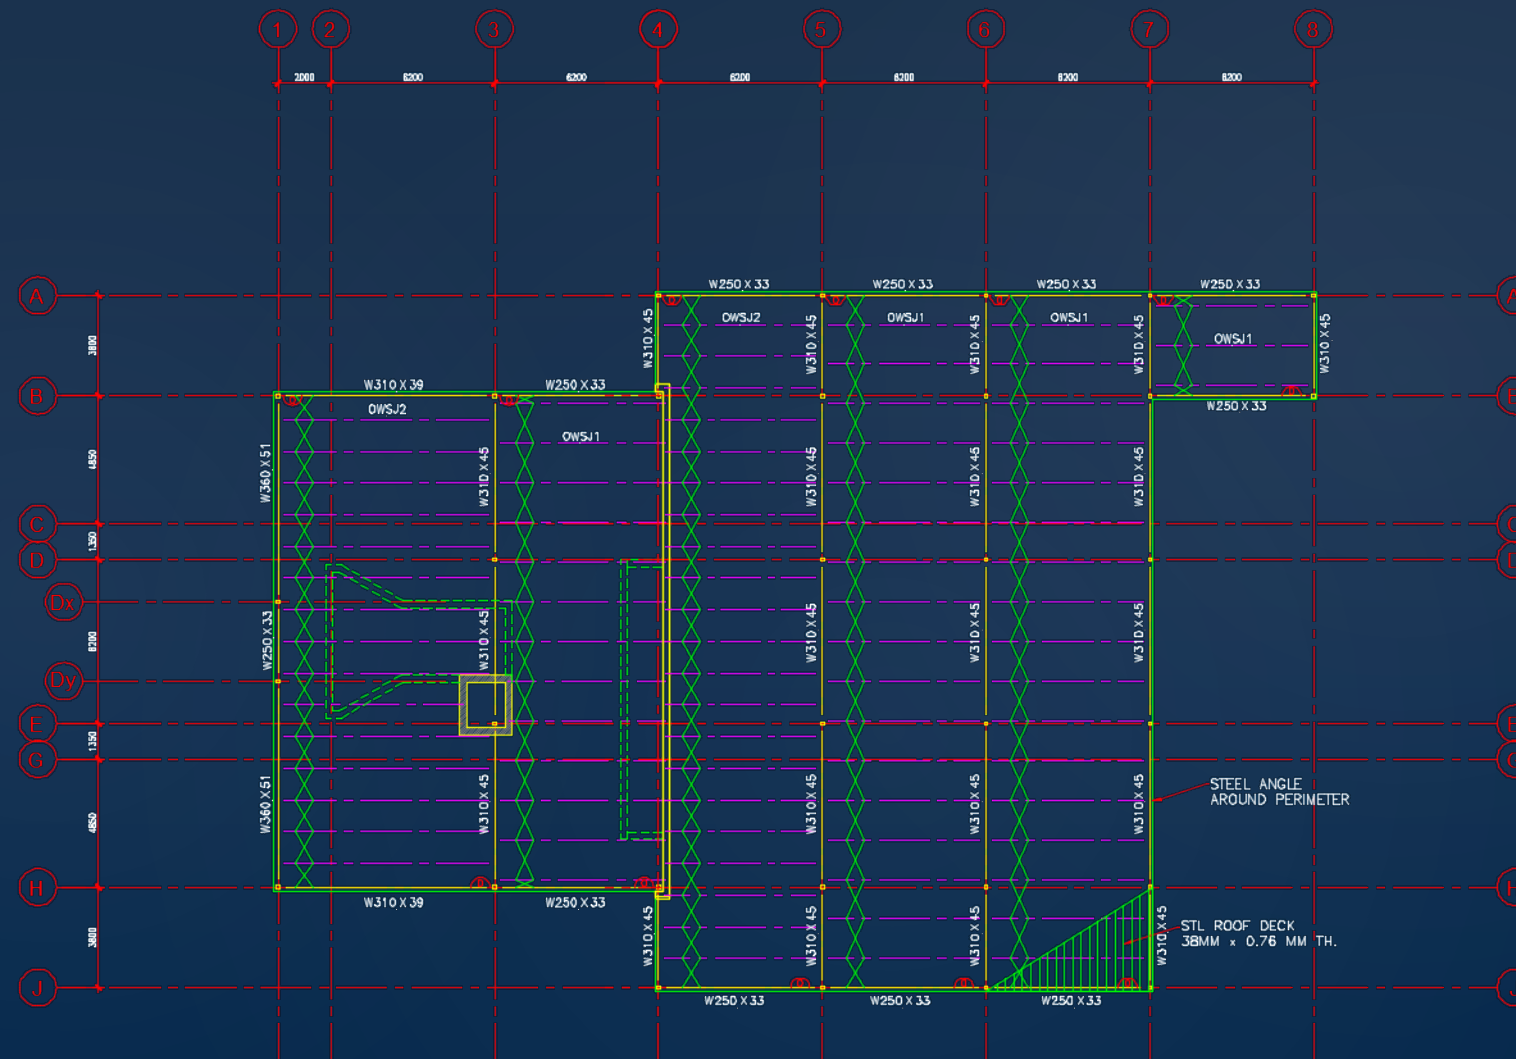 1 2 3 4 5 6 7 8
2000 6200 6200 6200 6200 6200 6200
A
W250 X 33 W250 X 33 W250 X 33 W250 X 33
OWSJ2 OWSJ1 OWSJ1 OWSJ1
W310 X 45 W310 X 45 W310 X 45 W310 X 45 W310 X 45
3800
B
W310 X 39 W250 X 33 W250 X 33
OWSJ2 OWSJ1
W360 X 51 W310 X 45 W310 X 45 W310 X 45 W310 X 45
4850
C
1350
D
Dx
W250 X 33 W310 X 45 W310 X 45 W310 X 45 W310 X 45
6200
Dy
E
1350
G
STEEL ANGLE
AROUND PERIMETER
W360 X 51 W310 X 45 W310 X 45 W310 X 45 W310 X 45
4850
H
W310 X 39 W250 X 33
STL ROOF DECK
38MM x 0.76 MM TH.
W310 X 45 W310 X 45 W310 X 45 W310 X 45
3800
J
W250 X 33 W250 X 33 W250 X 33